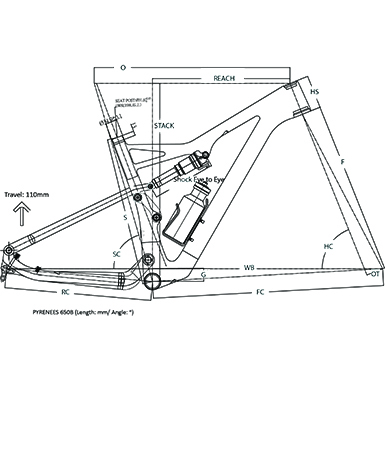 O
REACH
HS
STACK
Shock Eye to Eye
F
Travel: 110mm
S
SC
HC
WB
G
OT
RC
FC
PYRENEES 650B (Length: mm/ Angle: °)